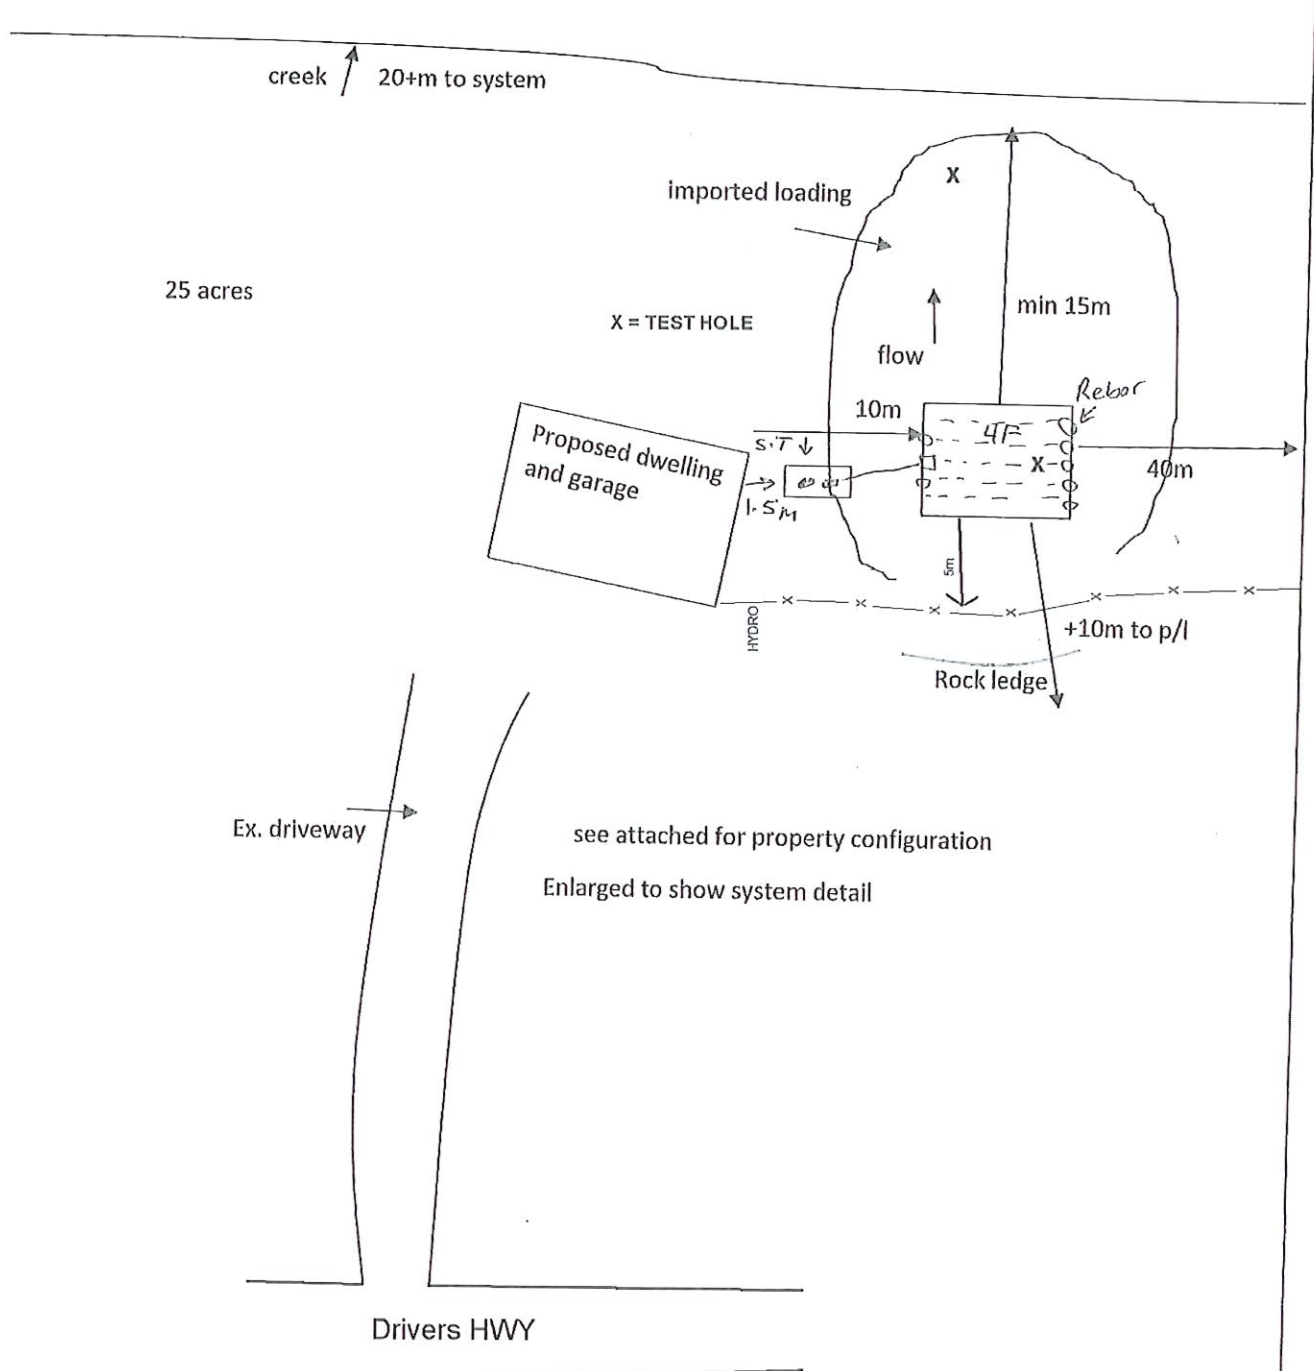 creek 20+m to system
imported loading
X
25 acres
min 15m
X = TEST HOLE
flow
Rebar
10m
Proposed dwelling
and garage
S.T
X
40m
1.5M
5m
HYDRO
+10m to p/l
Rock ledge
Ex. driveway
see attached for property configuration
Enlarged to show system detail
Drivers HWY